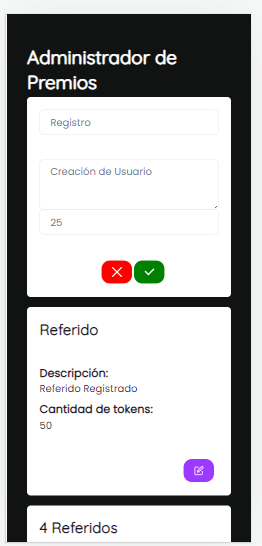 Administrador de
Premios
Registro
Creación de Usuario
25
Referido
Descripción:
Referido Registrado
Cantidad de tokens:
50
4 Referidos